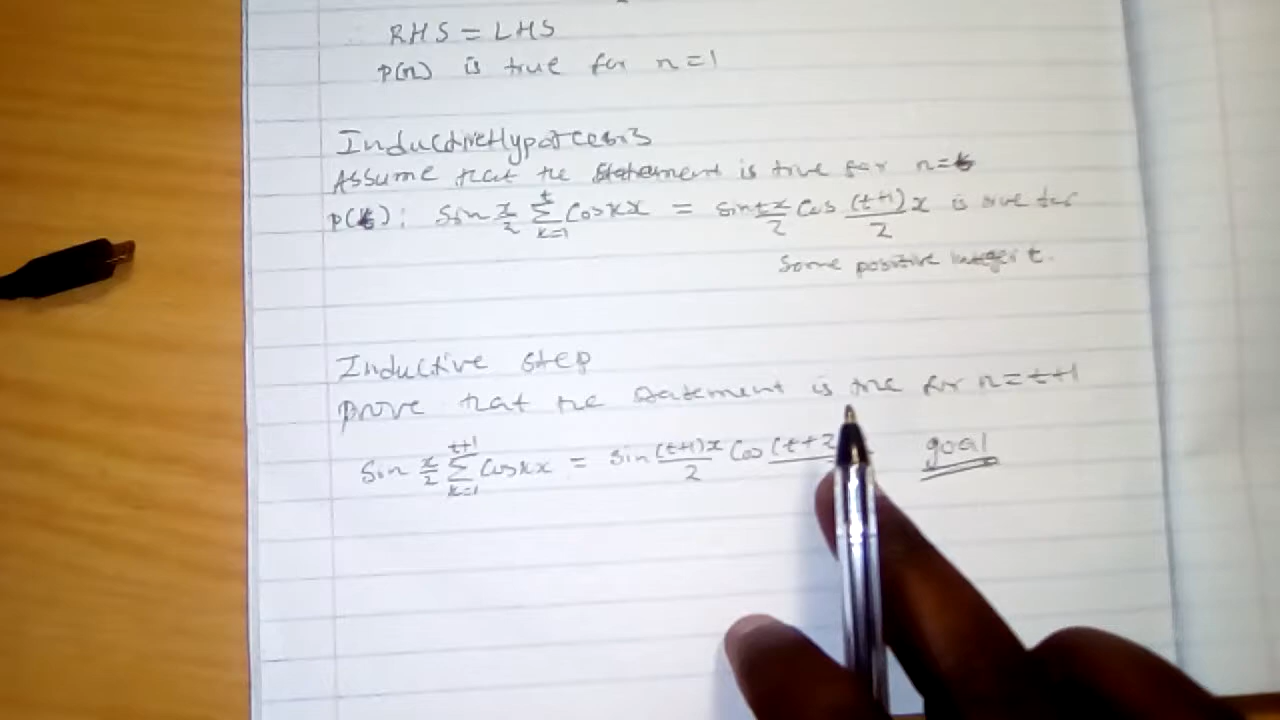 RHS = LHS
p(n) is true for n=1
Inductive Hypothesis
Assume that the statement is true for n=t
p(t): Sin x/2 ∑_{k=1}^{t} Cos kx = sin tx/2 Cos (t+1)x/2 is true for
Some positive integer t.
Inductive step
prove that the statement is true for n=t+1
Sin x/2 ∑_{k=1}^{t+1} Cos kx = sin (t+1)x/2 Cos (t+2 goal